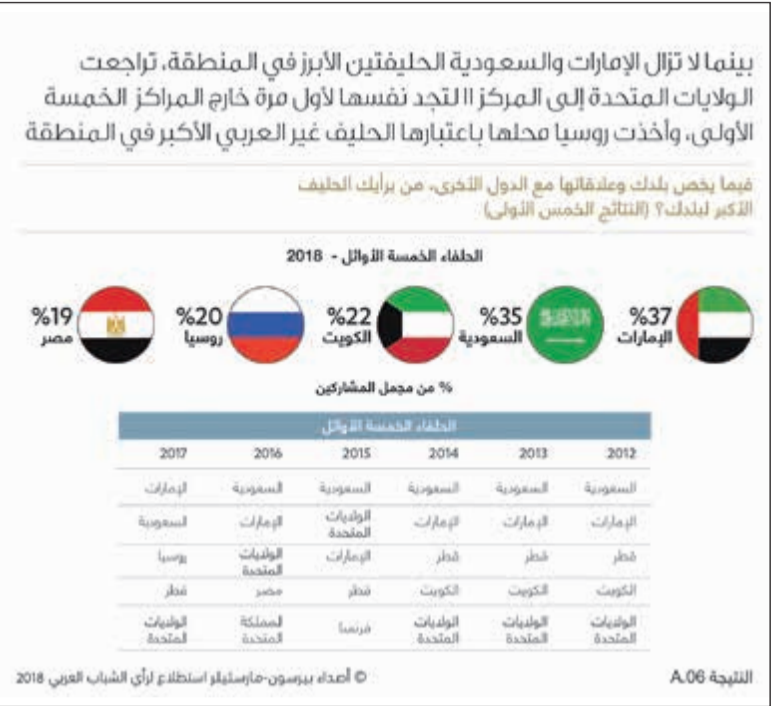 بينما لا تزال الإمارات والسعودية الحليفتين الأبرز في المنطقة، تراجعت
الولايات المتحدة إلى المركز 11 لتجد نفسها لأول مرة خارج المراكز الخمسة
الأولى، وأخذت روسيا محلها باعتبارها الحليف غير العربي الأكبر في المنطقة
فيما يخص بلدك وعلاقاتها مع الدول الأخرى، من برأيك الحليف
الأكبر لبلدك؟ (النتائج الخمس الأولى)
الحلفاء الخمسة الأوائل - 2018
%37 %35 %22 %20 %19
الإمارات السعودية الكويت روسيا مصر
% من مجمل المشاركين
الحلفاء الخمسة الأوائل
2012 2013 2014 2015 2016 2017
السعودية السعودية السعودية السعودية السعودية الإمارات
الإمارات الإمارات الإمارات الولايات المتحدة الإمارات السعودية
قطر قطر قطر الإمارات الولايات المتحدة روسيا
الكويت الكويت الكويت قطر مصر قطر
الولايات المتحدة الولايات المتحدة الولايات المتحدة فرنسا المملكة المتحدة الولايات المتحدة
النتيجة A.06
© أصداء بيرسون-مارستيلر استطلاع لرأي الشباب العربي 2018